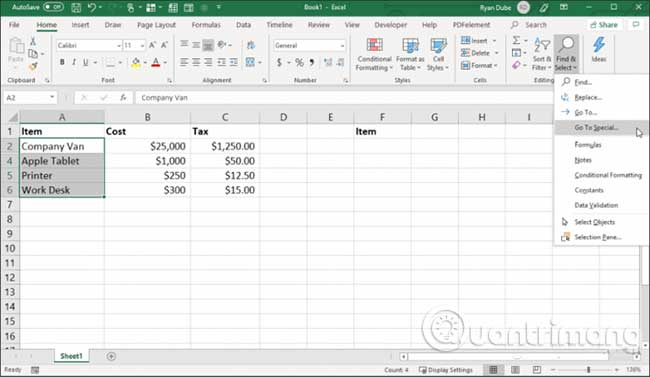 AutoSave Off Book1 - Excel Ryan Dube RD
File Home Insert Draw Page Layout Formulas Data Review View Help PDFelement Search Share
Paste Calibri 11 A A General Conditional Formatting Format as Table Cell Styles Insert Delete Format Sort & Filter Find & Select Ideas
B I U $ % 
Clipboard Font Alignment Number Styles Cells Editing
A2 fx Company Van
A B C D E F G H
1 Item Cost Tax Item
2 Company Van $25,000 $1,250.00
4 Apple Tablet $1,000 $50.00
5 Printer $250 $12.50
6 Work Desk $300 $15.00
7
8
9
10
11
12
13
14
15
16
Find...
Replace...
Go To...
Go To Special...
Formulas
Notes
Conditional Formatting
Constants
Data Validation
Select Objects
Selection Pane...
Quantrimang
Sheet1
Ready Count: 4 Display Settings 136%